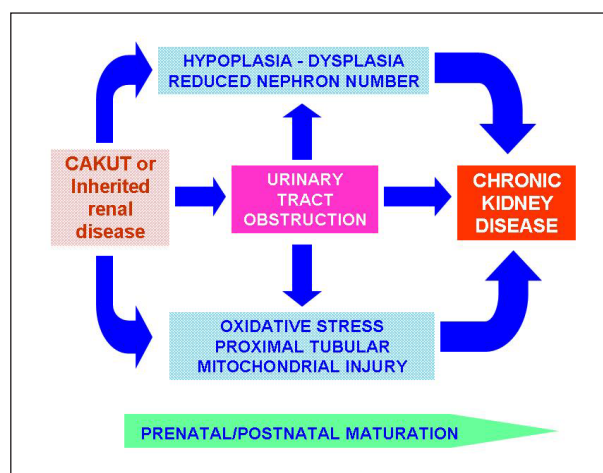 HYPOPLASIA - DYSPLASIA
REDUCED NEPHRON NUMBER
CAKUT or
Inherited
renal
disease
URINARY
TRACT
OBSTRUCTION
CHRONIC
KIDNEY
DISEASE
OXIDATIVE STRESS
PROXIMAL TUBULAR
MITOCHONDRIAL INJURY
PRENATAL/POSTNATAL MATURATION